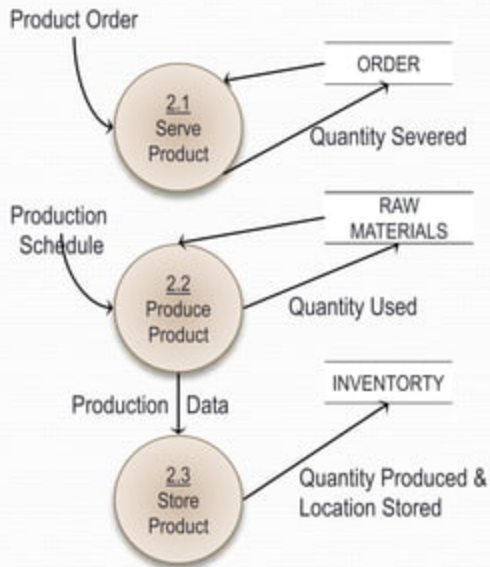 Product Order
2.1
Serve
Product
ORDER
Quantity Severed
Production
Schedule
2.2
Produce
Product
RAW
MATERIALS
Quantity Used
Production Data
2.3
Store
Product
INVENTORTY
Quantity Produced &
Location Stored